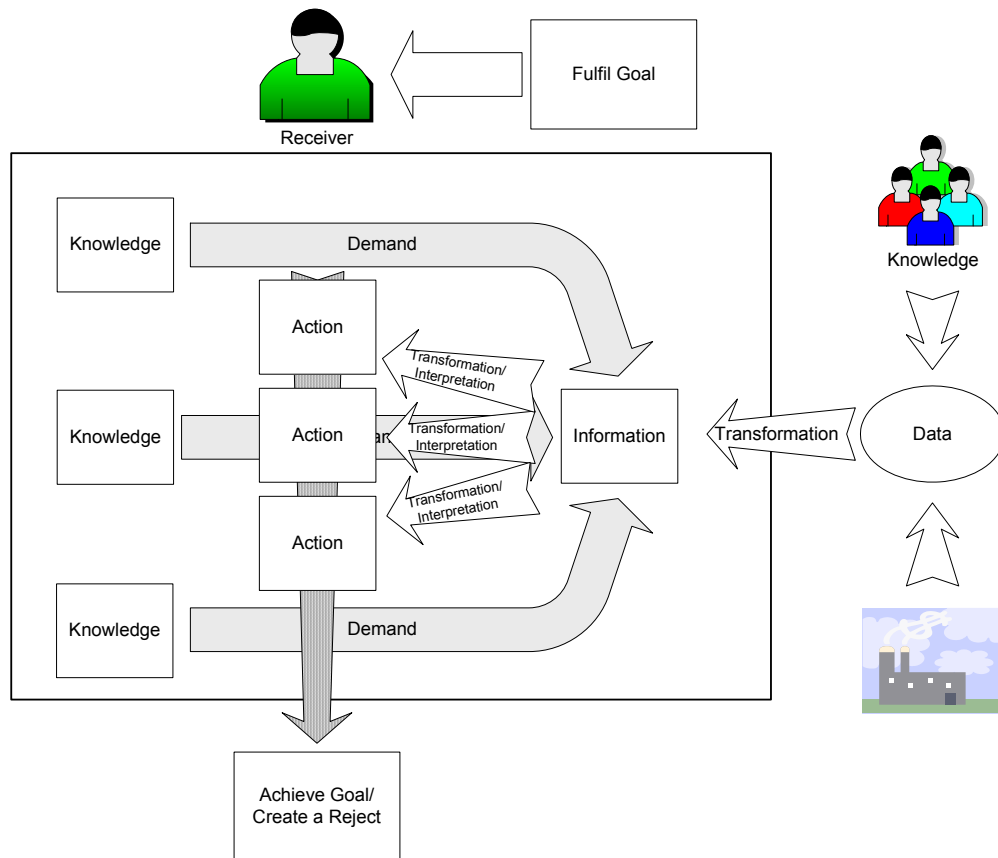 Fulfil Goal
Receiver
Knowledge
Demand
Knowledge
Action
Transformation/
Interpretation
Knowledge
Action
Transformation/
Interpretation
Information
Transformation
Data
Transformation/
Interpretation
Action
Knowledge
Demand
Achieve Goal/
Create a Reject